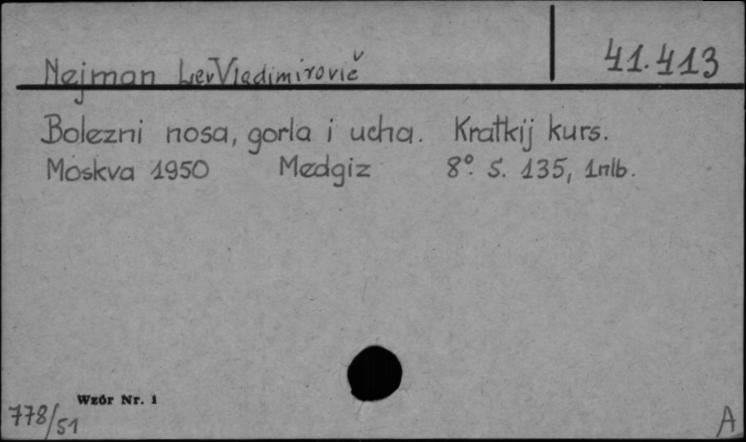 Nejman Lev Vladimirovič
41.413
Bolezni nosa, gorla i ucha. Kratkij kurs.
Moskva 1950 Medgiz 8º. S. 135, 1nlb.
Wzór Nr. 1
778/51
A